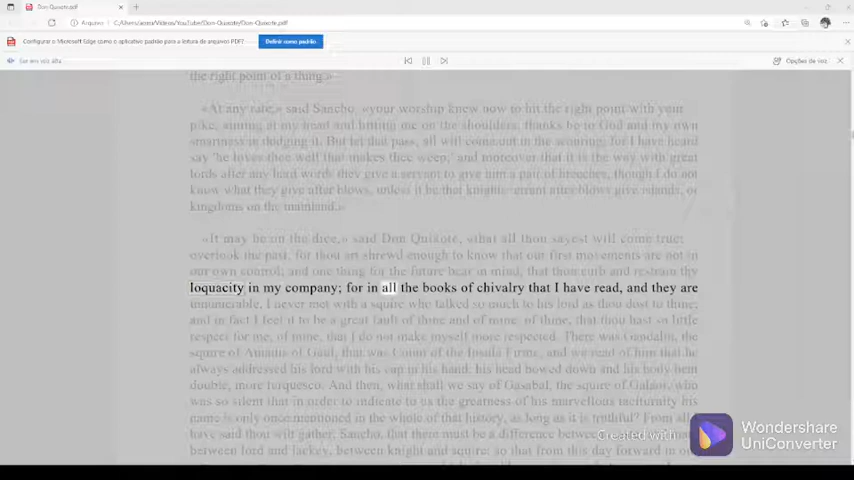 Don-Quixote.pdf
Arquivo
C:/Users/
/Videos/YouTube/Don-Quixote/Don-Quixote.pdf
Configurar o Microsoft Edge como o aplicativo padrão para a leitura de arquivos PDF?
Definir como padrão
Ler em voz alta
Opções de voz
the right point of a thing.»
«At any rate,» said Sancho, «your worship knew how to hit the right point with your
pike, aiming at my head and hitting me on the shoulders, thanks be to God and my own
smartness in dodging it. But let that pass, all will come out in the scouring; for I have heard
say 'he loves thee well that makes thee weep;' and moreover that it is the way with great
lords after any hard words they give a servant to give him a pair of breeches; though I do not
know what they give after blows, unless it be that knights-errant after blows give islands, or
kingdoms on the mainland.»
«It may be on the dice,» said Don Quixote, «that all thou sayest will come true;
overlook the past, for thou art shrewd enough to know that our first movements are not in
our own control; and one thing for the future bear in mind, that thou curb and restrain thy
loquacity in my company; for in all the books of chivalry that I have read, and they are
innumerable, I never met with a squire who talked so much to his lord as thou dost to thine;
and in fact I feel it to be a great fault of thine and of mine: of thine, that thou hast so little
respect for me; of mine, that I do not make myself more respected. There was Gandalin, the
squire of Amadis of Gaul, that was Count of the Insula Firme, and we read of him that he
always addressed his lord with his cap in his hand, his head bowed down and his body bent
double, more turquesco. And then, what shall we say of Gasabal, the squire of Galaor, who
was so silent that in order to indicate to us the greatness of his marvellous taciturnity his
name is only once mentioned in the whole of that history, as long as it is truthful? From all
have said thou wilt gather, Sancho, that there must be a difference between
between lord and lackey, between knight and squire: so that from this day forward in our
Created with
Wondershare
UniConverter